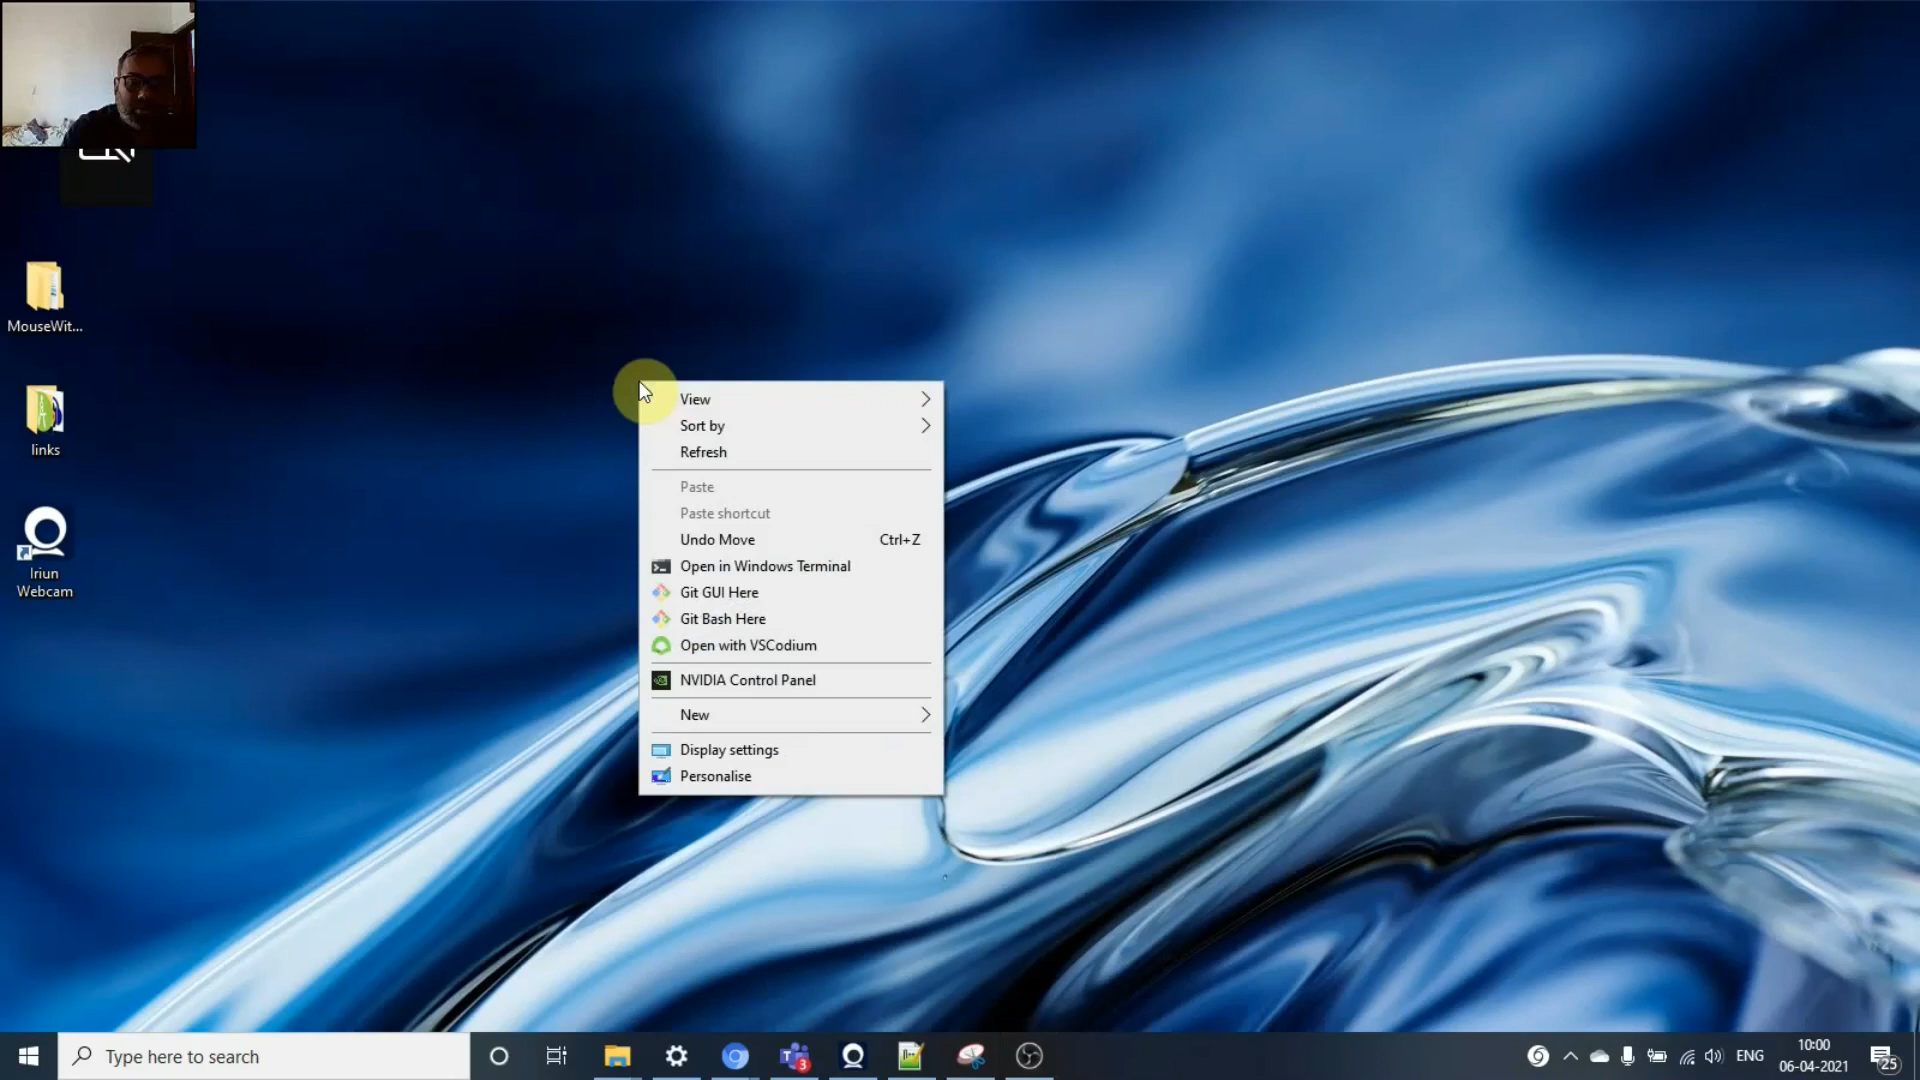 MouseWit...
links
Iriun
Webcam
View
Sort by
Refresh
Paste
Paste shortcut
Undo Move Ctrl+Z
Open in Windows Terminal
Git GUI Here
Git Bash Here
Open with VSCodium
NVIDIA Control Panel
New
Display settings
Personalise
Type here to search
3
ENG
10:00
06-04-2021
25